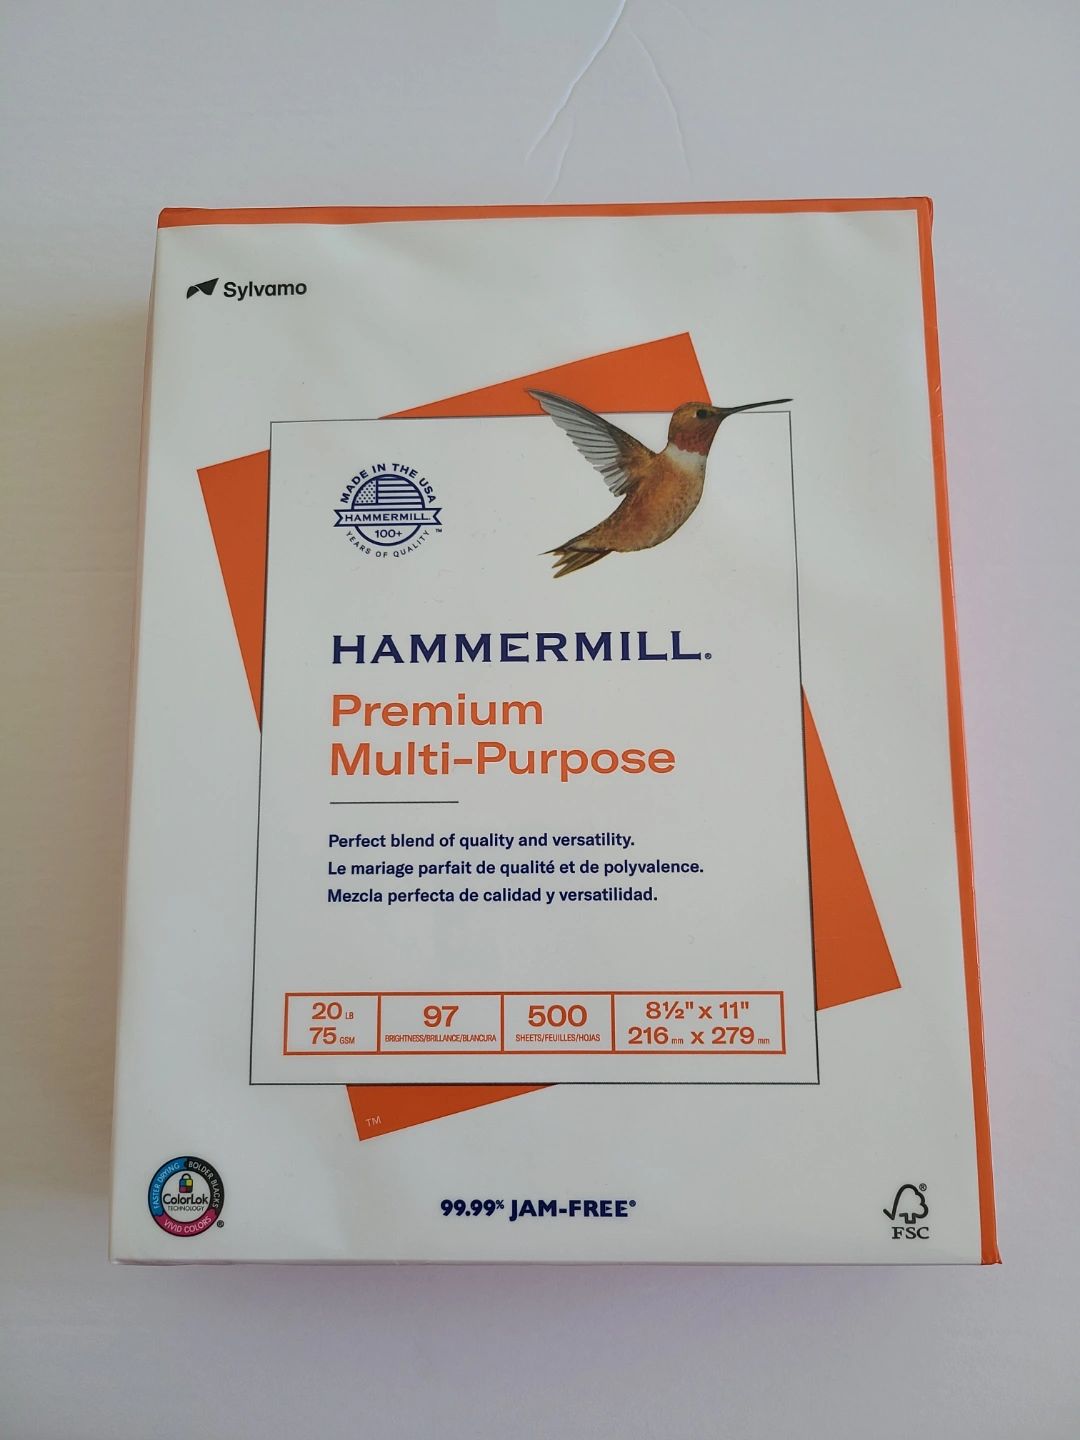 Sylvamo
MADE IN THE USA
HAMMERMILL
100+
YEARS OF QUALITY™
HAMMERMILL®
Premium
Multi-Purpose
Perfect blend of quality and versatility.
Le mariage parfait de qualité et de polyvalence.
Mezcla perfecta de calidad y versatilidad.
20 LB
75 GSM
97
BRIGHTNESS/BRILLANCE/BLANCURA
500
SHEETS/FEUILLES/HOJAS
8½" x 11"
216 mm x 279 mm
TM
FASTER DRYING
BOLDER BLACKS
ColorLok
TECHNOLOGY
VIVID COLORS
®
99.99% JAM-FREE®
®
FSC